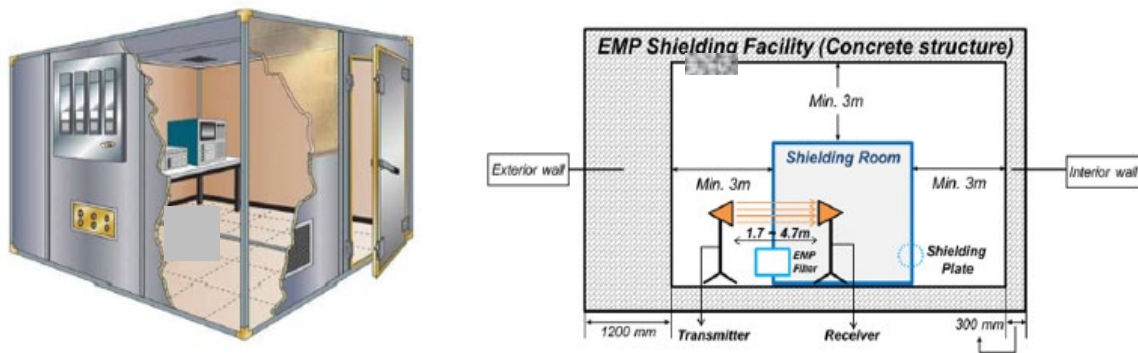 EMP Shielding Facility (Concrete structure)
Min. 3m
Exterior wall
Shielding Room
Interior wall
Min. 3m
Min. 3m
1.7 ~ 4.7m
EMP
Filter
Shielding
Plate
1200 mm
Transmitter
Receiver
300 mm